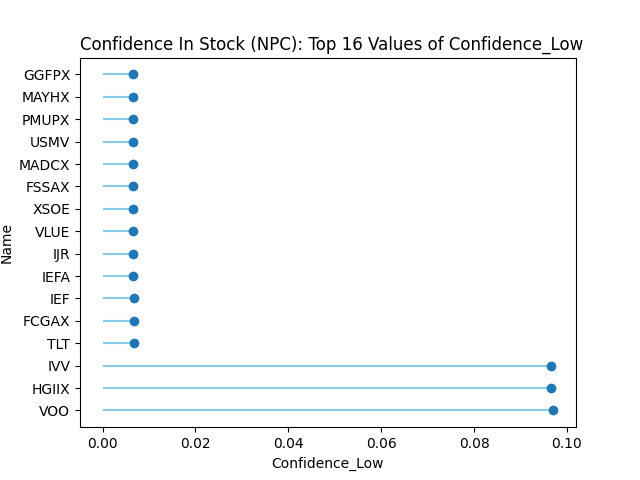 Confidence In Stock (NPC): Top 16 Values of Confidence_Low
GGFPX
MAYHX
PMUPX
USMV
MADCX
FSSAX
XSOE
VLUE
IJR
IEFA
IEF
FCGAX
TLT
IVV
HGIIX
VOO
Name
0.00 0.02 0.04 0.06 0.08 0.10
Confidence_Low